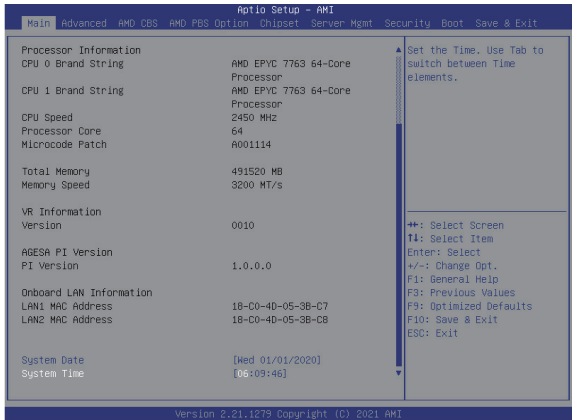 Aptio Setup - AMI
Main Advanced AMD CBS AMD PBS Option Chipset Server Mgmt Security Boot Save & Exit
Processor Information
CPU 0 Brand String AMD EPYC 7763 64-Core
Processor
CPU 1 Brand String AMD EPYC 7763 64-Core
Processor
CPU Speed 2450 MHz
Processor Core 64
Microcode Patch A001114
Total Memory 491520 MB
Memory Speed 3200 MT/s
VR Information
Version 0010
AGESA PI Version
PI Version 1.0.0.0
Onboard LAN Information
LAN1 MAC Address 18-C0-4D-05-3B-C7
LAN2 MAC Address 18-C0-4D-05-3B-C8
System Date [Wed 01/01/2020]
System Time [06:09:46]
Set the Time. Use Tab to
switch between Time
elements.
→←: Select Screen
↑↓: Select Item
Enter: Select
+/-: Change Opt.
F1: General Help
F3: Previous Values
F9: Optimized Defaults
F10: Save & Exit
ESC: Exit
Version 2.21.1279 Copyright (C) 2021 AMI